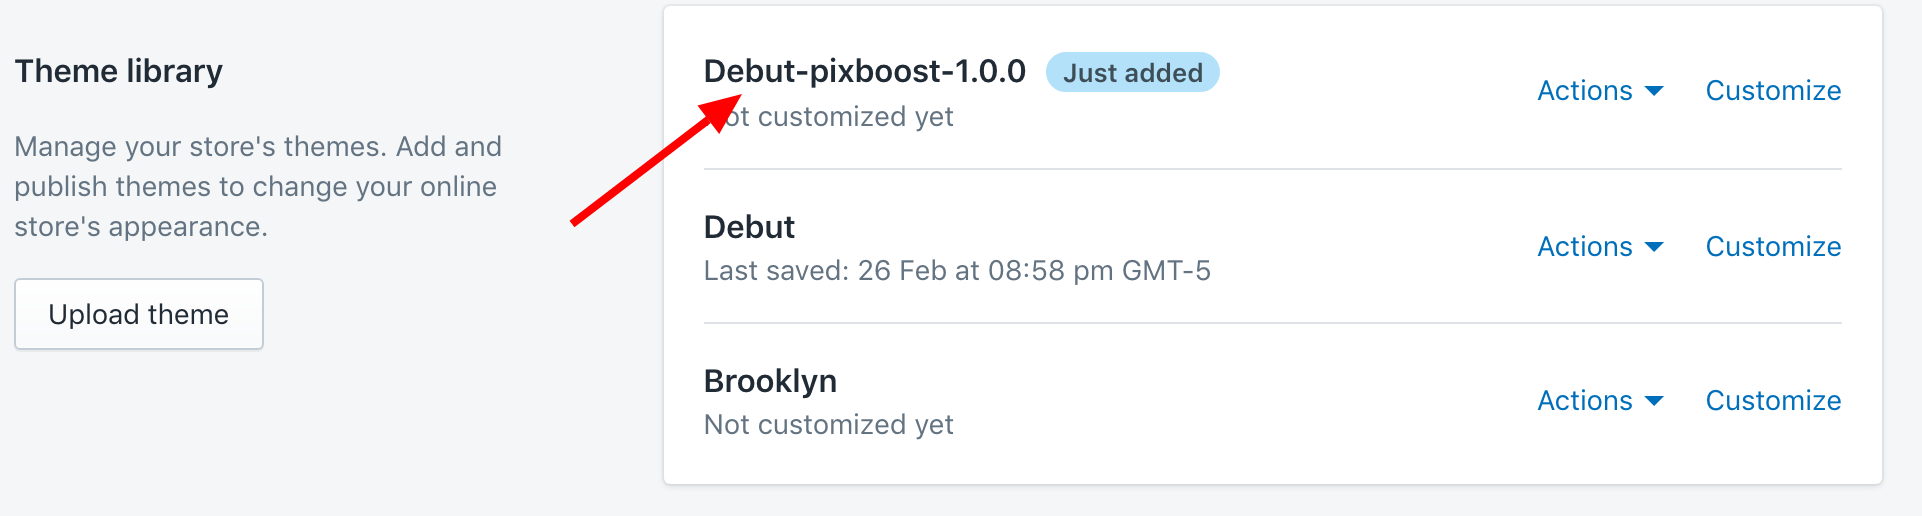 Theme library
Manage your store's themes. Add and
publish themes to change your online
store's appearance.
Upload theme
Debut-pixboost-1.0.0 Just added
customized yet
Actions Customize
Debut
Last saved: 26 Feb at 08:58 pm GMT-5
Actions Customize
Brooklyn
Not customized yet
Actions Customize